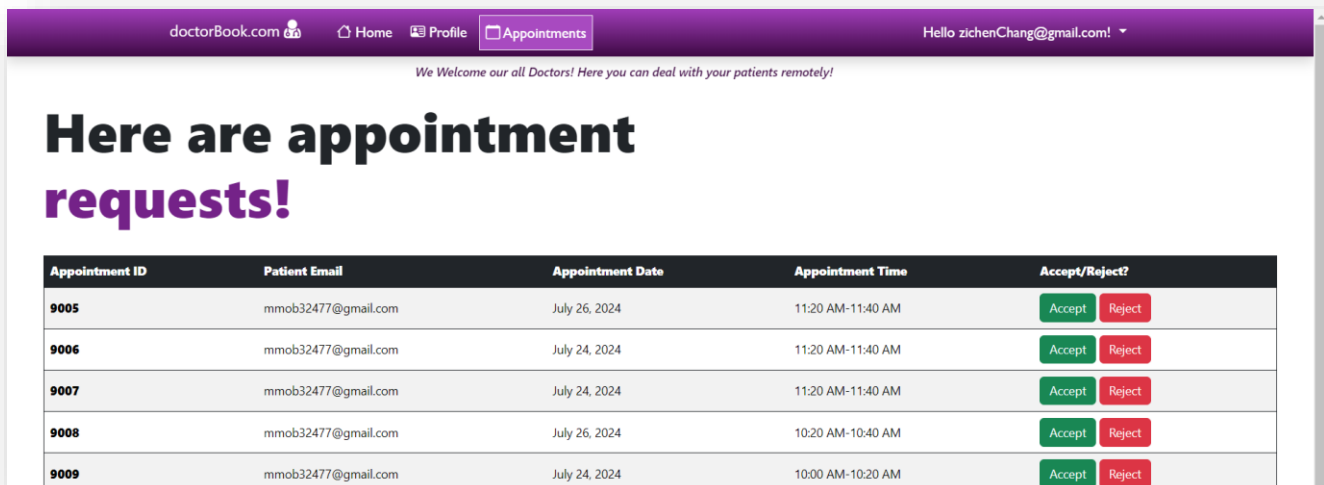 doctorBook.com Home Profile Appointments Hello zichenChang@gmail.com!
We Welcome our all Doctors! Here you can deal with your patients remotely!
Here are appointment
requests!
Appointment ID Patient Email Appointment Date Appointment Time Accept/Reject?
9005 mmob32477@gmail.com July 26, 2024 11:20 AM-11:40 AM Accept Reject
9006 mmob32477@gmail.com July 24, 2024 11:20 AM-11:40 AM Accept Reject
9007 mmob32477@gmail.com July 24, 2024 11:20 AM-11:40 AM Accept Reject
9008 mmob32477@gmail.com July 26, 2024 10:20 AM-10:40 AM Accept Reject
9009 mmob32477@gmail.com July 24, 2024 10:00 AM-10:20 AM Accept Reject